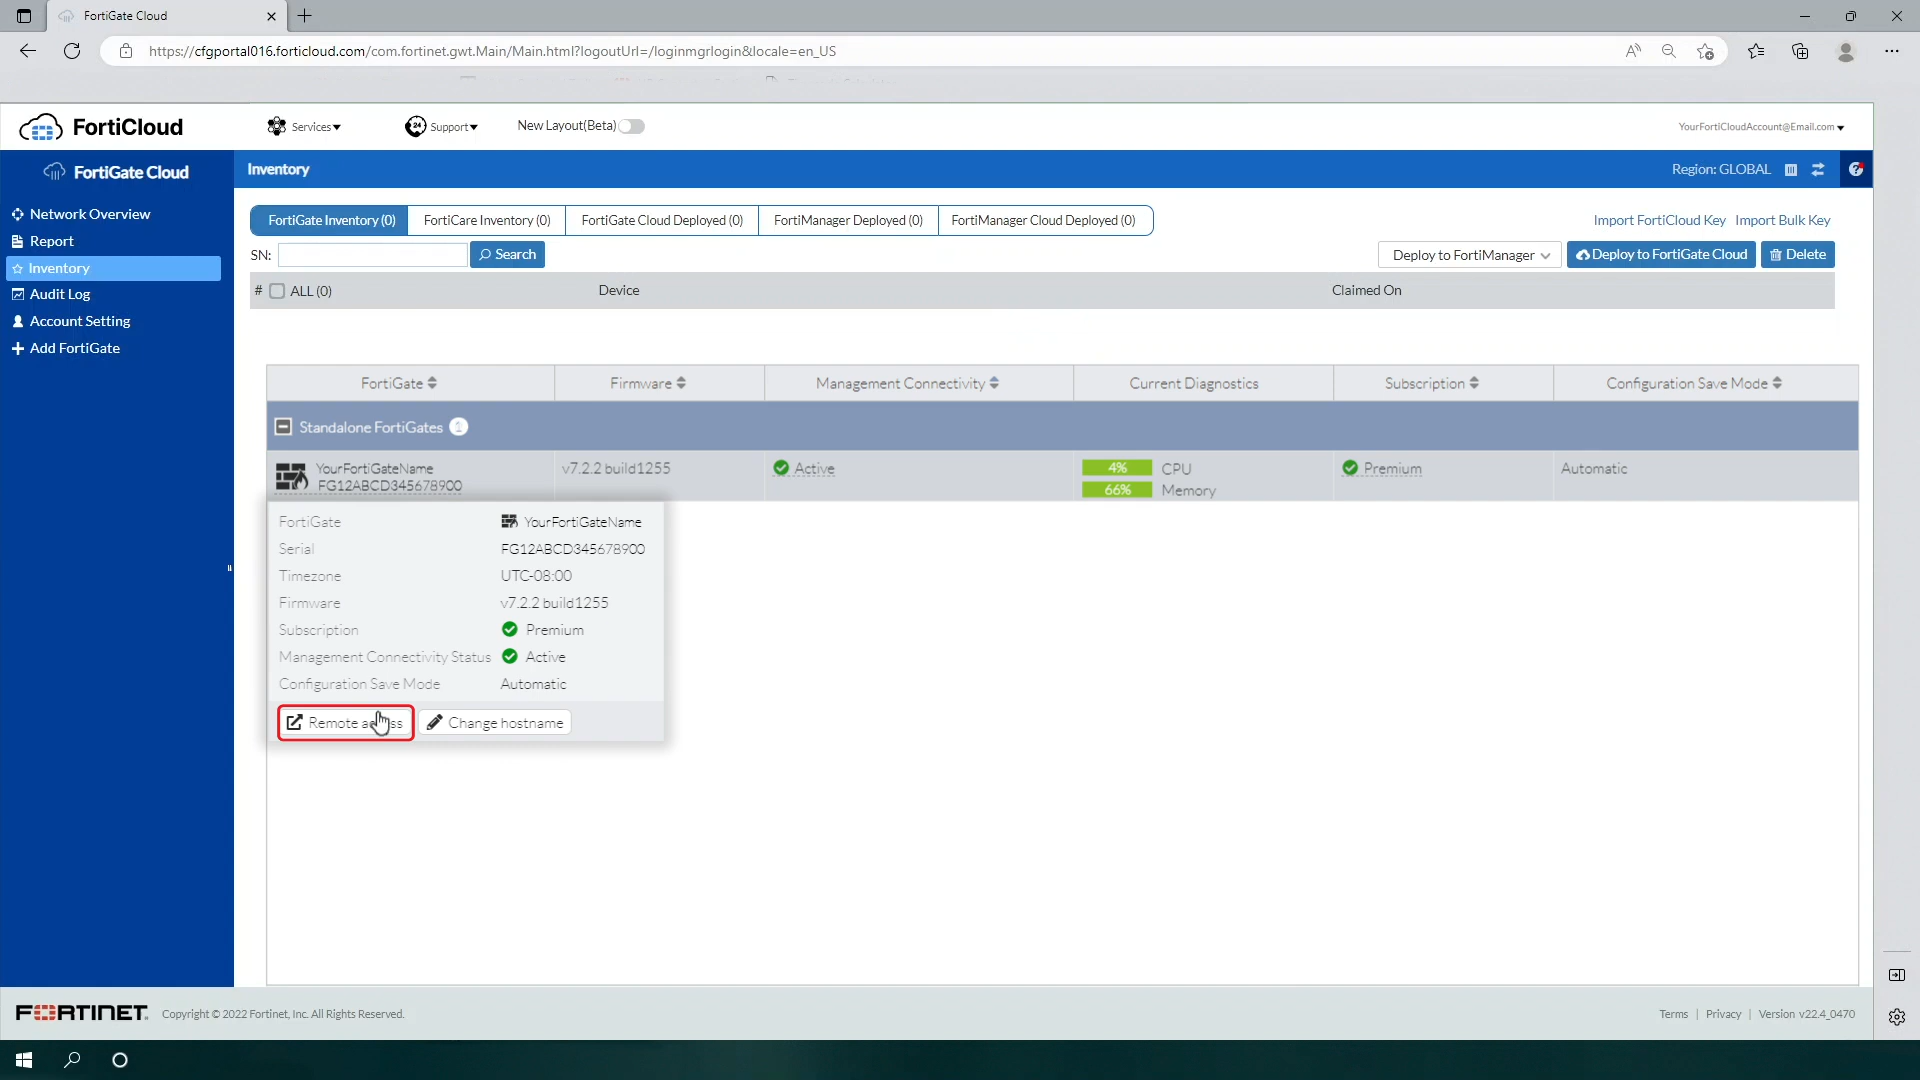 FortiGate Cloud
https://cfgportal016.forticloud.com/com.fortinet.gwt.Main/Main.html?logoutUrl=/loginmgrlogin&locale=en_US
FortiCloud
Services
24
Support
New Layout(Beta)
YourFortiCloudAccount@Email.com
FortiGate Cloud
Inventory
Region: GLOBAL
Network Overview
Report
Inventory
Audit Log
Account Setting
Add FortiGate
FortiGate Inventory (0)
FortiCare Inventory (0)
FortiGate Cloud Deployed (0)
FortiManager Deployed (0)
FortiManager Cloud Deployed (0)
Import FortiCloud Key
Import Bulk Key
SN:
Search
Deploy to FortiManager
Deploy to FortiGate Cloud
Delete
# ALL (0)
Device
Claimed On
FortiGate
Firmware
Management Connectivity
Current Diagnostics
Subscription
Configuration Save Mode
Standalone FortiGates 1
YourFortiGateName
FG12ABCD345678900
v7.2.2 build1255
Active
4% CPU
66% Memory
Premium
Automatic
FortiGate YourFortiGateName
Serial FG12ABCD345678900
Timezone UTC-08:00
Firmware v7.2.2 build1255
Subscription Premium
Management Connectivity Status Active
Configuration Save Mode Automatic
Remote
Change hostname
FORTINET
Copyright © 2022 Fortinet, Inc. All Rights Reserved.
Terms | Privacy | Version v22.4_0470